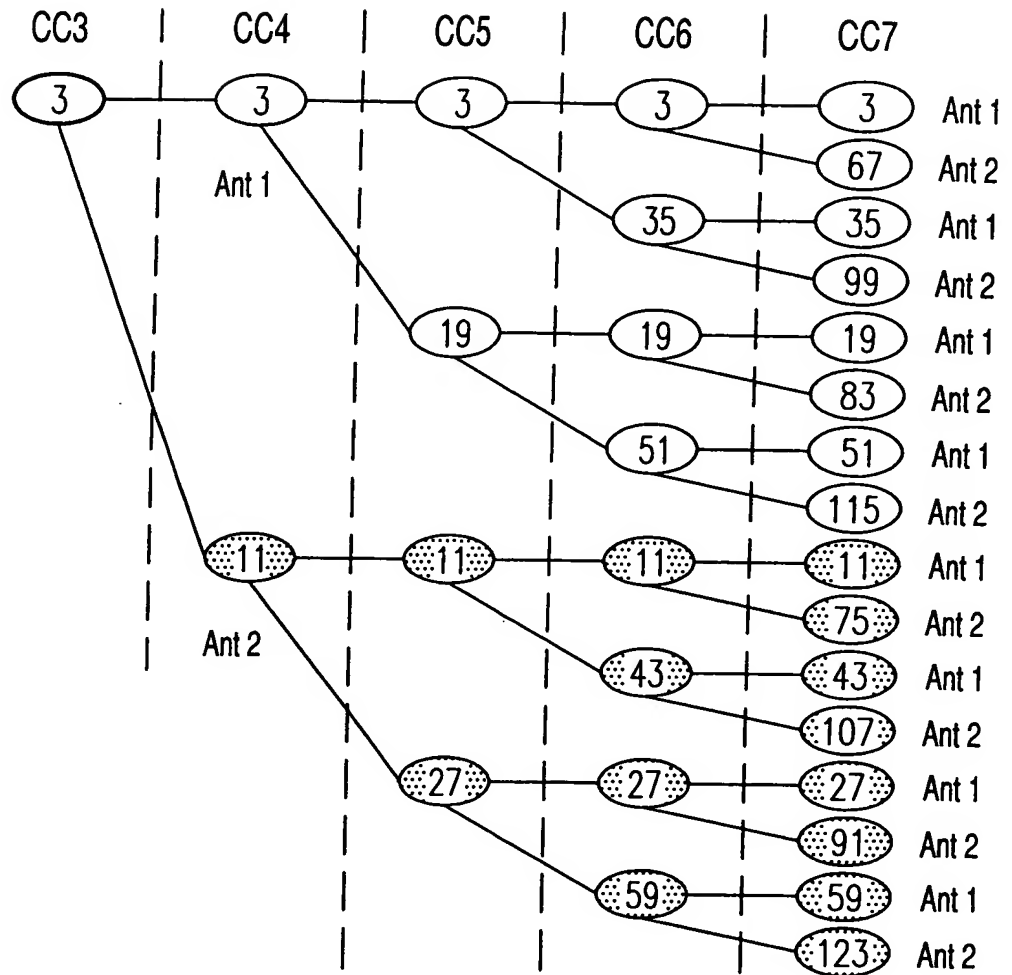 CC3 CC4 CC5 CC6 CC7
3 3 3 3 3 Ant 1
67 Ant 2
Ant 1
35 35 Ant 1
99 Ant 2
19 19 19 Ant 1
83 Ant 2
51 51 Ant 1
115 Ant 2
11 11 11 11 Ant 1
75 Ant 2
Ant 2
43 43 Ant 1
107 Ant 2
27 27 27 Ant 1
91 Ant 2
59 59 Ant 1
123 Ant 2